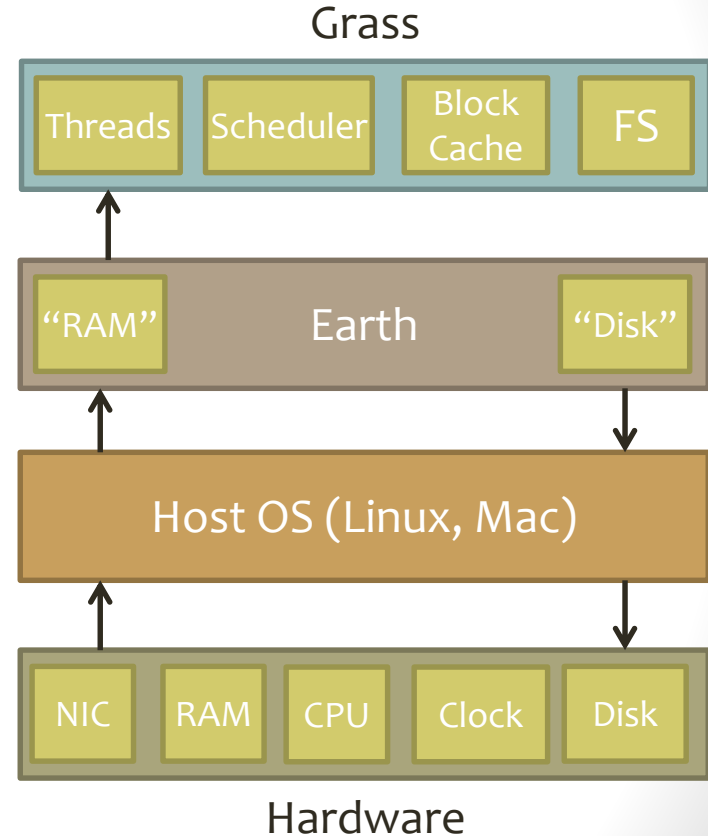 Grass
Threads
Scheduler
Block
Cache
FS
“RAM”
Earth
“Disk”
Host OS (Linux, Mac)
NIC
RAM
CPU
Clock
Disk
Hardware